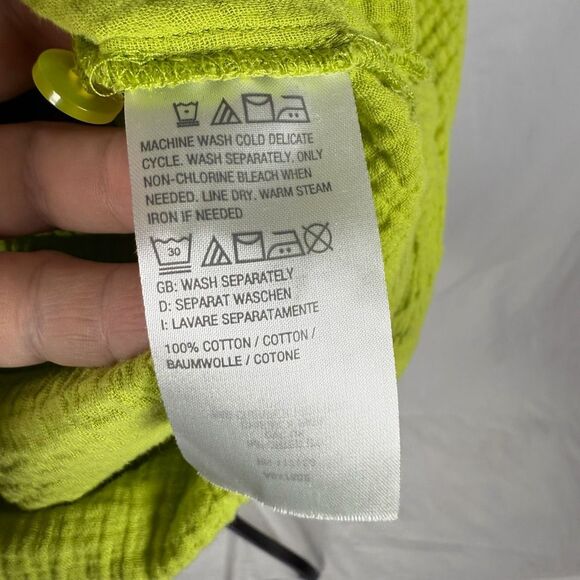 MACHINE WASH COLD DELICATE
CYCLE. WASH SEPARATELY. ONLY
NON-CHLORINE BLEACH WHEN
NEEDED. LINE DRY. WARM STEAM
IRON IF NEEDED
30
GB: WASH SEPARATELY
D: SEPARAT WASCHEN
I: LAVARE SEPARATAMENTE
100% COTTON / COTTON /
BAUMWOLLE / COTONE